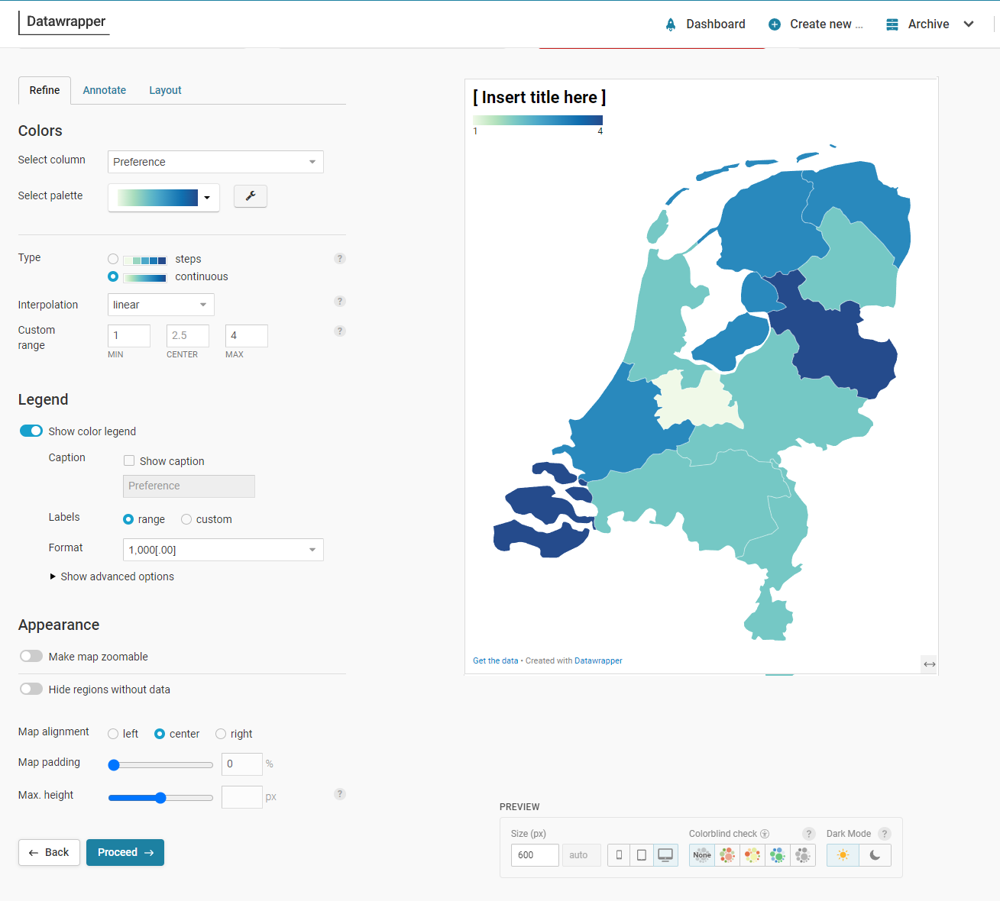 Datawrapper
Dashboard
Create new ...
Archive
Refine
Annotate
Layout
Colors
Select column
Preference
Select palette
Type
steps
?
continuous
Interpolation
linear
?
Custom range
1
2.5
4
?
MIN
CENTER
MAX
Legend
Show color legend
Caption
Show caption
Preference
Labels
range
custom
Format
1,000[.00]
Show advanced options
Appearance
Make map zoomable
Hide regions without data
Map alignment
left
center
right
Map padding
0
%
Max. height
px
?
Back
Proceed
[ Insert title here ]
1
4
Get the data • Created with Datawrapper
PREVIEW
Size (px)
Colorblind check
?
Dark Mode
?
600
auto
None